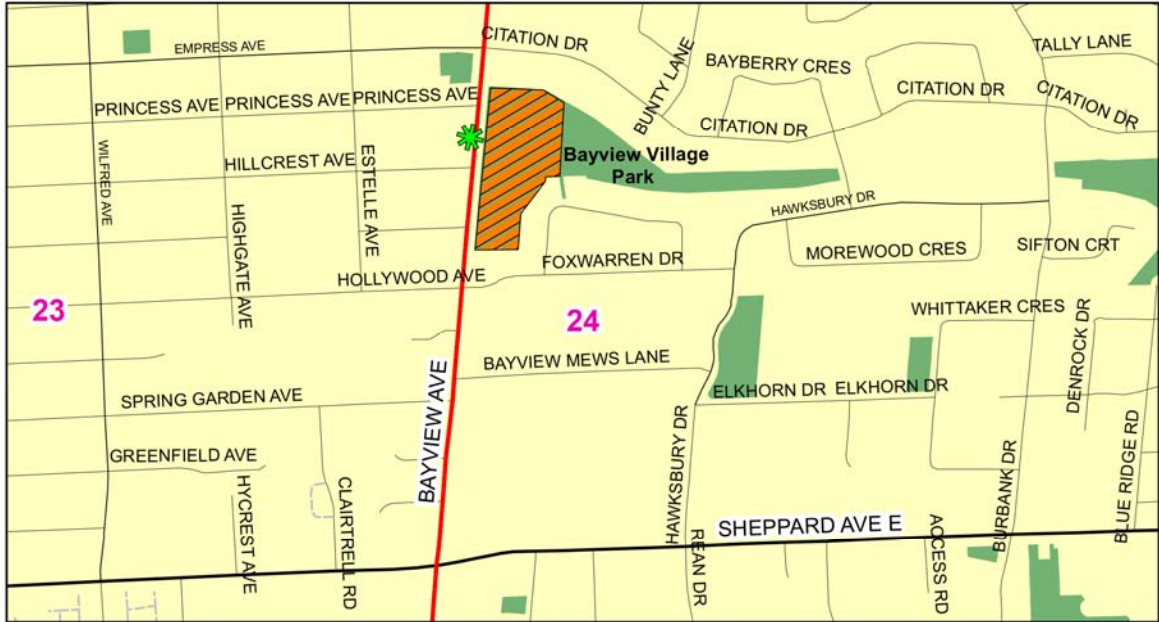 CITATION DR
TALLY LANE
EMPRESS AVE
BUNTY LANE
BAYBERRY CRES
CITATION DR
CITATION DR
PRINCESS AVE
PRINCESS AVE
PRINCESS AVE
CITATION DR
WILFRED AVE
HILLCREST AVE
ESTELLE AVE
Bayview Village
Park
HIGHGATE AVE
HAWKSBURY DR
MOREWOOD CRES
SIFTON CRT
FOXWARREN DR
HOLLYWOOD AVE
23
24
WHITTAKER CRES
DENROCK DR
BAYVIEW MEWS LANE
BAYVIEW AVE
ELKHORN DR
ELKHORN DR
SPRING GARDEN AVE
GREENFIELD AVE
HYCREST AVE
CLAIRTRELL RD
HAWKSBURY DR
BURBANK DR
BLUE RIDGE RD
SHEPPARD AVE E
REAN DR
ACCESS RD